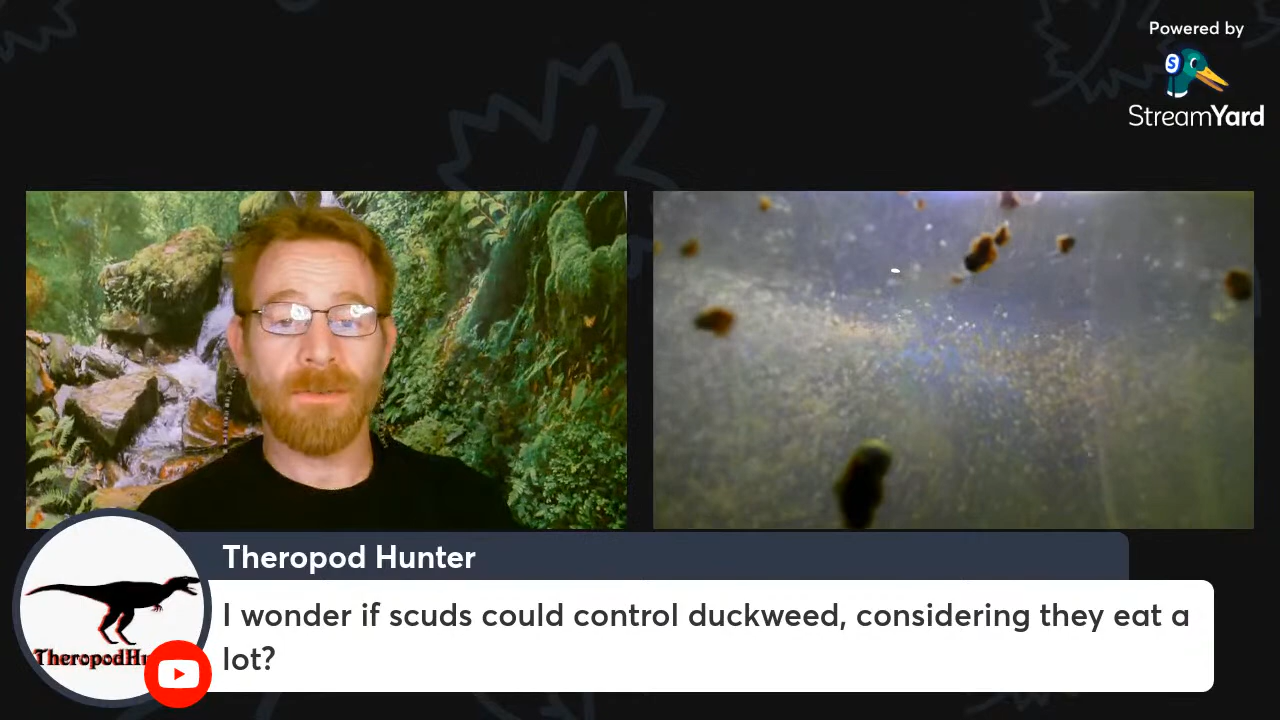 Powered by
S
StreamYard
Theropod Hunter
I wonder if scuds could control duckweed, considering they eat a
lot?